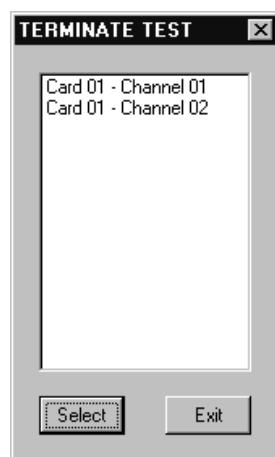 TERMINATE TEST
Card 01 - Channel 01
Card 01 - Channel 02
Select
Exit